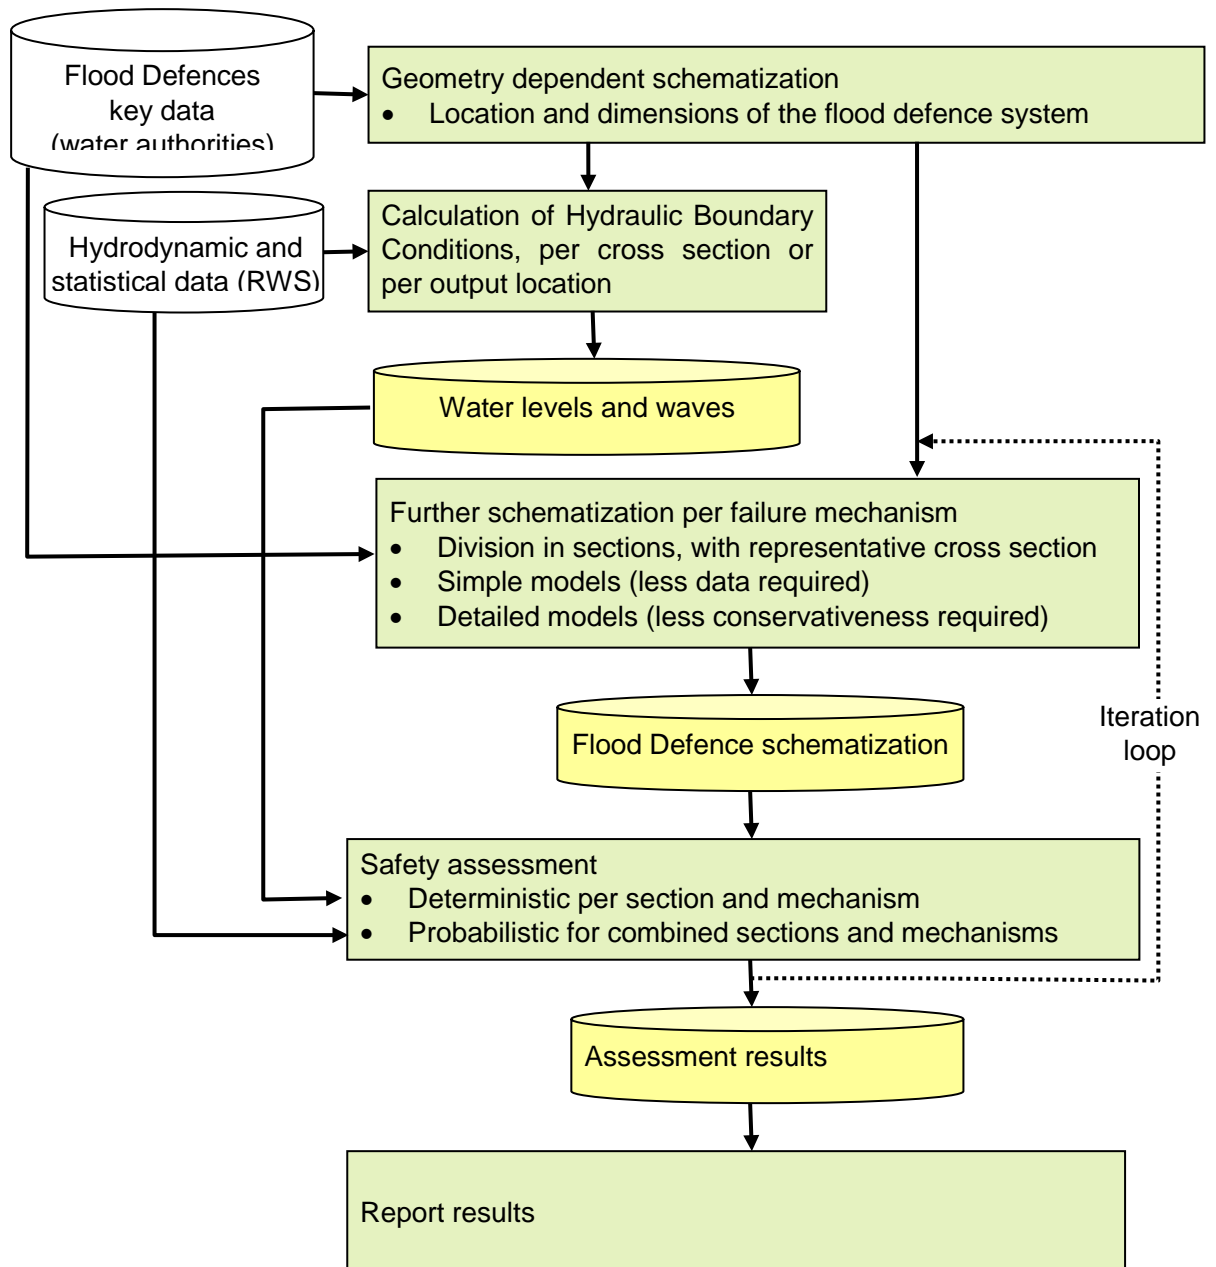 Flood Defences
key data
(water authorities)
Geometry dependent schematization
• Location and dimensions of the flood defence system
Hydrodynamic and
statistical data (RWS)
Calculation of Hydraulic Boundary
Conditions, per cross section or
per output location
Water levels and waves
Further schematization per failure mechanism
• Division in sections, with representative cross section
• Simple models (less data required)
• Detailed models (less conservativeness required)
Flood Defence schematization
Iteration
loop
Safety assessment
• Deterministic per section and mechanism
• Probabilistic for combined sections and mechanisms
Assessment results
Report results